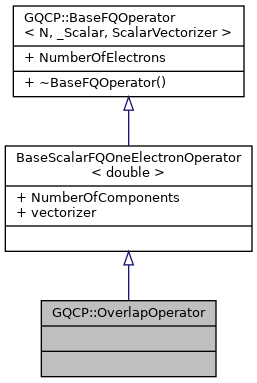 GQCP::BaseFQOperator
< N, _Scalar, ScalarVectorizer >
+ NumberOfElectrons
+ ~BaseFQOperator()
BaseScalarFQOneElectronOperator
< double >
+ NumberOfComponents
+ vectorizer
GQCP::OverlapOperator